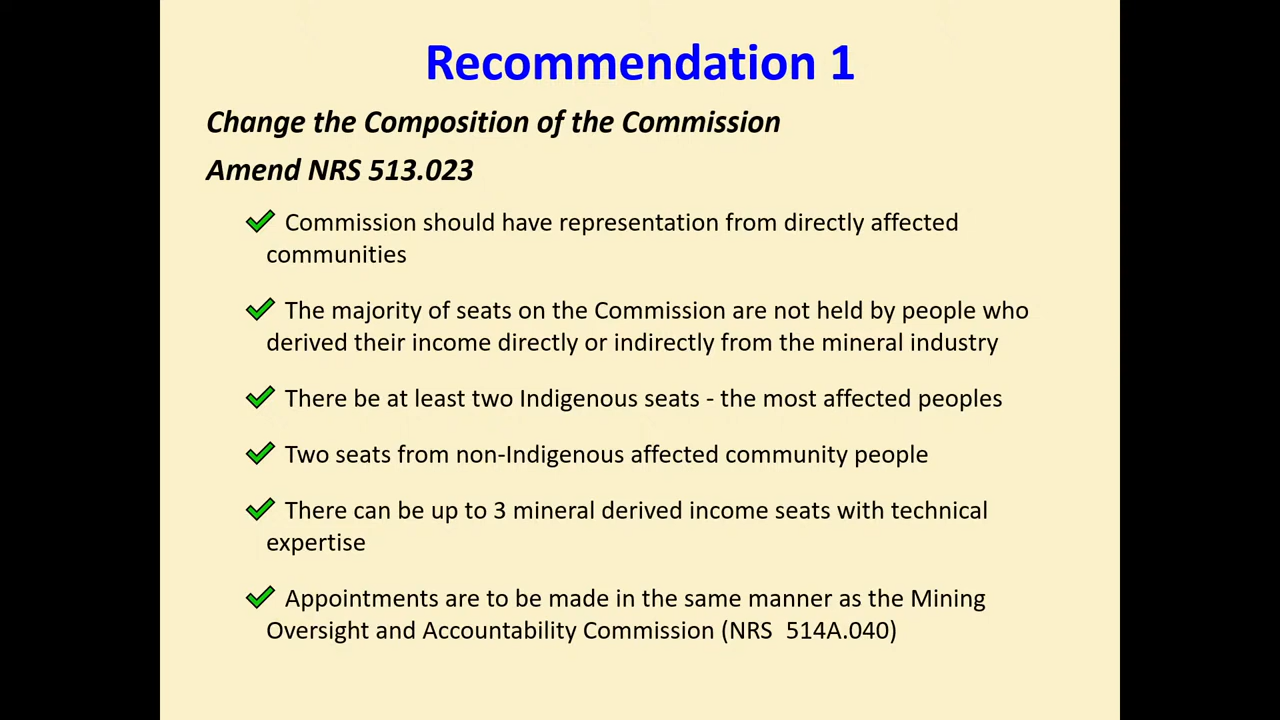 Recommendation 1
Change the Composition of the Commission
Amend NRS 513.023
Commission should have representation from directly affected
communities
The majority of seats on the Commission are not held by people who
derived their income directly or indirectly from the mineral industry
There be at least two Indigenous seats - the most affected peoples
Two seats from non-Indigenous affected community people
There can be up to 3 mineral derived income seats with technical
expertise
Appointments are to be made in the same manner as the Mining
Oversight and Accountability Commission (NRS  514A.040)